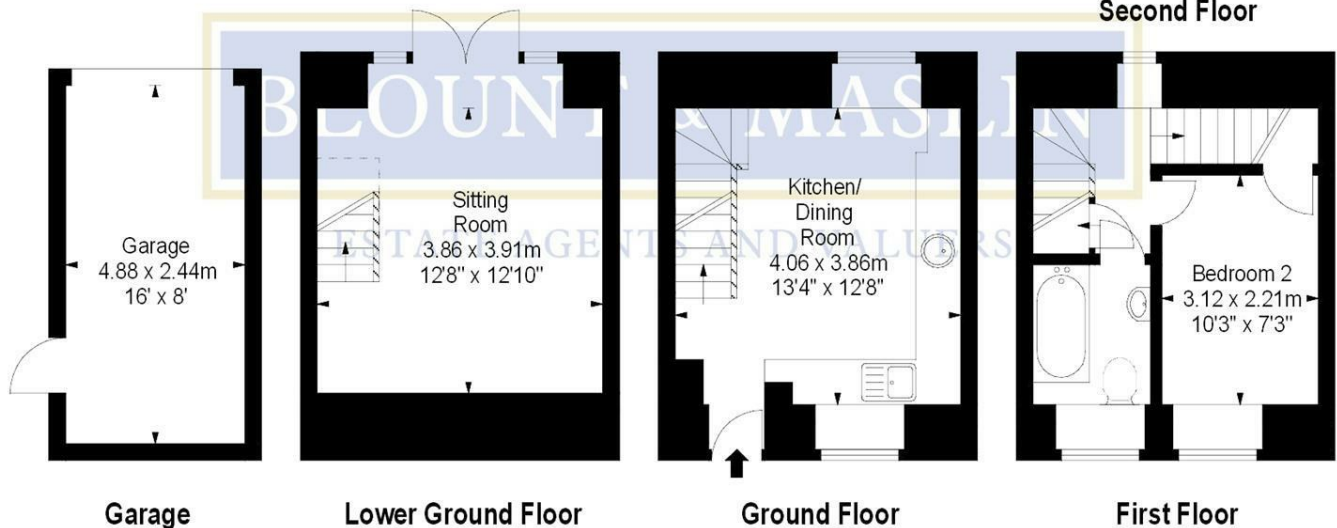 Second Floor
BLOUNT & MASLIN
ESTATE AGENTS AND VALUERS
Garage
4.88 x 2.44m
16' x 8'
Sitting
Room
3.86 x 3.91m
12'8" x 12'10"
Kitchen/
Dining
Room
4.06 x 3.86m
13'4" x 12'8"
Bedroom 2
3.12 x 2.21m
10'3" x 7'3"
Garage
Lower Ground Floor
Ground Floor
First Floor